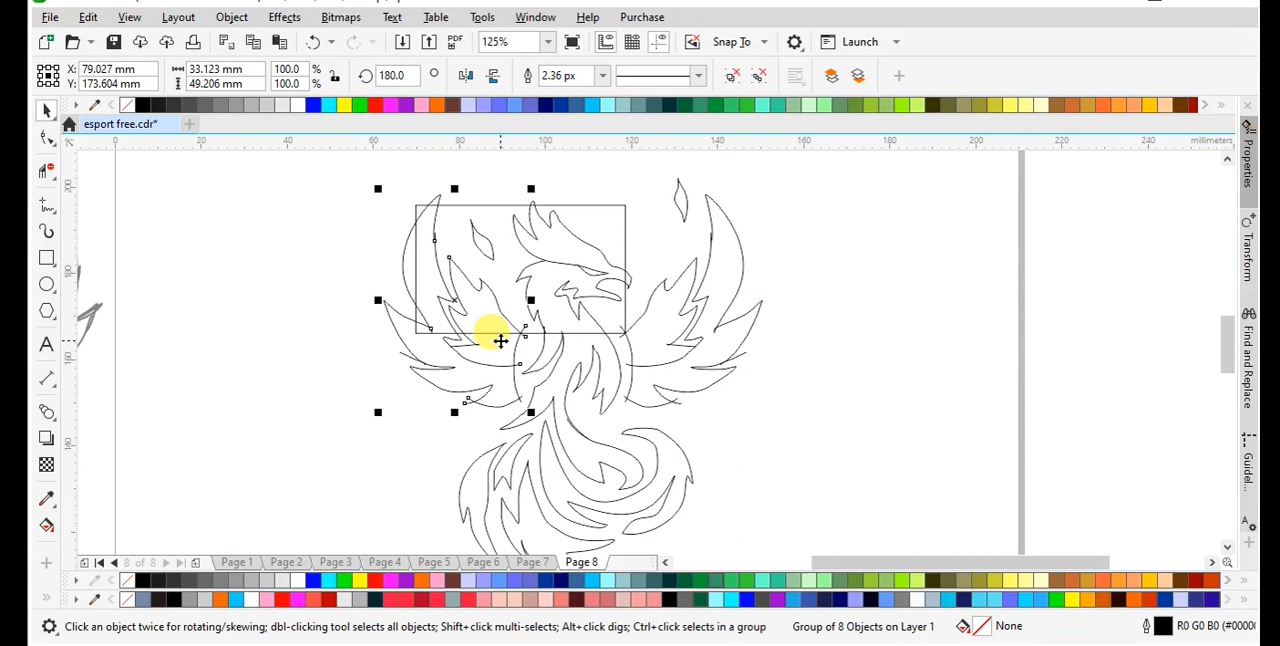 File Edit View Layout Object Effects Bitmaps Text Table Tools Window Help Purchase
PDF 125% Snap To Launch
X: 79.027 mm 33.123 mm 100.0 % 180.0 ° 2.36 px
Y: 173.604 mm 49.206 mm 100.0 %
esport free.cdr*
0 20 40 60 80 100 120 140 160 180 200 220 240 millimeters
200
180
160
140
Properties
Transform
Find and Replace
Guidel...
8 of 8 Page 1 Page 2 Page 3 Page 4 Page 5 Page 6 Page 7 Page 8
Click an object twice for rotating/skewing; dbl-clicking tool selects all objects; Shift+click multi-selects; Alt+click digs; Ctrl+click selects in a group Group of 8 Objects on Layer 1 None R0 G0 B0 (#0000